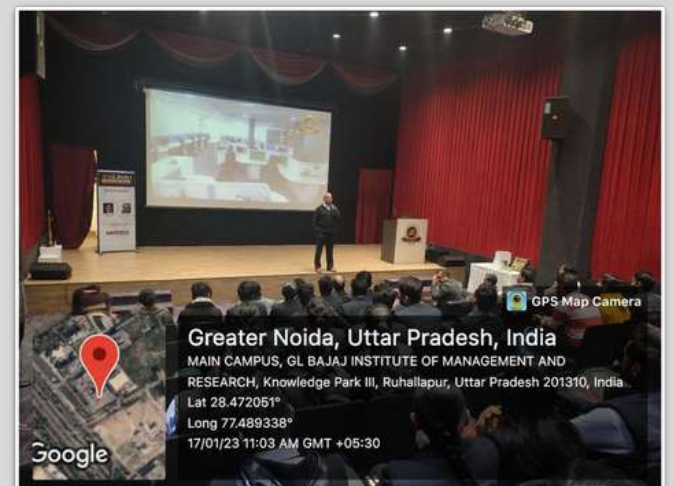 GPS Map Camera
Greater Noida, Uttar Pradesh, India
MAIN CAMPUS, GL BAJAJ INSTITUTE OF MANAGEMENT AND
RESEARCH, Knowledge Park III, Ruhallapur, Uttar Pradesh 201310, India
Lat 28.472051°
Long 77.489338°
17/01/23 11:03 AM GMT +05:30
Google